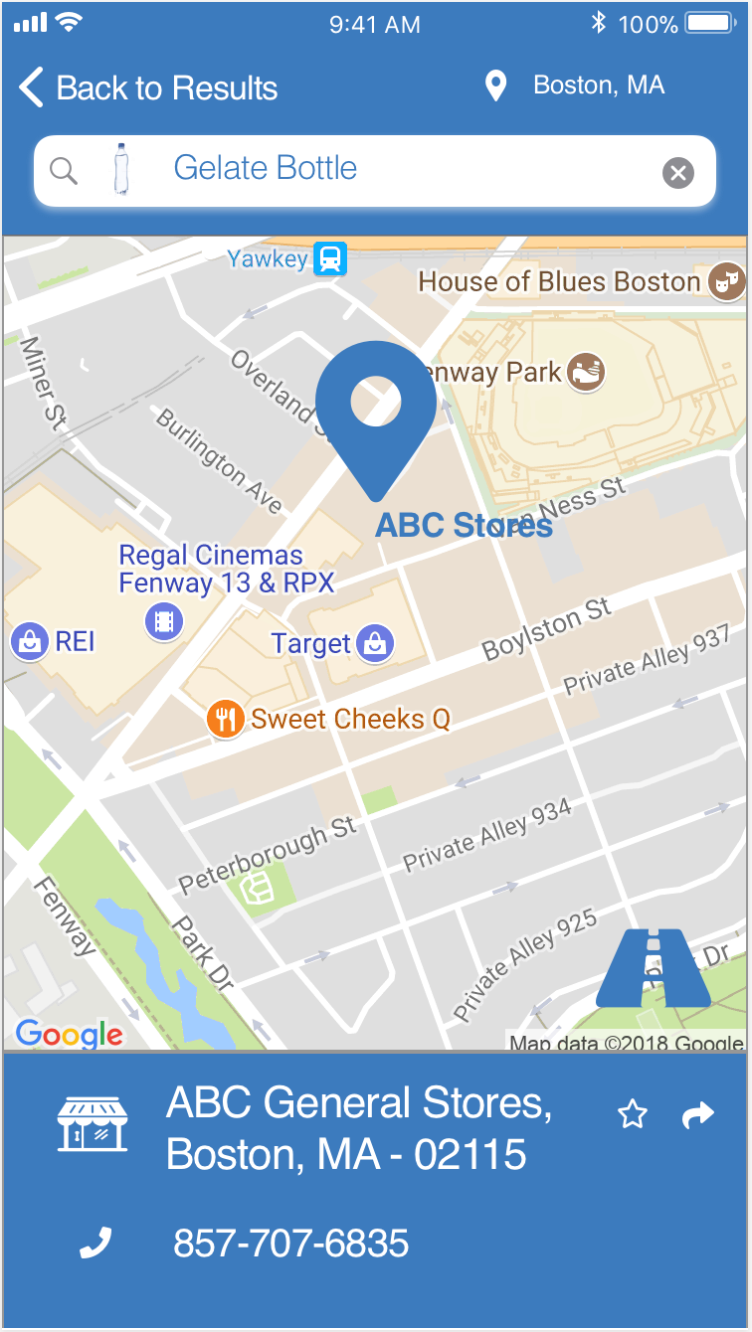 9:41 AM
100%
Back to Results
Boston, MA
Gelate Bottle
Yawkey
House of Blues Boston
Miner St
Overland S
enway Park
Burlington Ave
ABC Stores
an Ness St
Regal Cinemas
Fenway 13 & RPX
REI
Target
Boylston St
Private Alley 937
Sweet Cheeks Q
Peterborough St
Private Alley 934
Fenway
Park Dr
Private Alley 925
Dr
Google
Map data ©2018 Google
ABC General Stores,
Boston, MA - 02115
857-707-6835